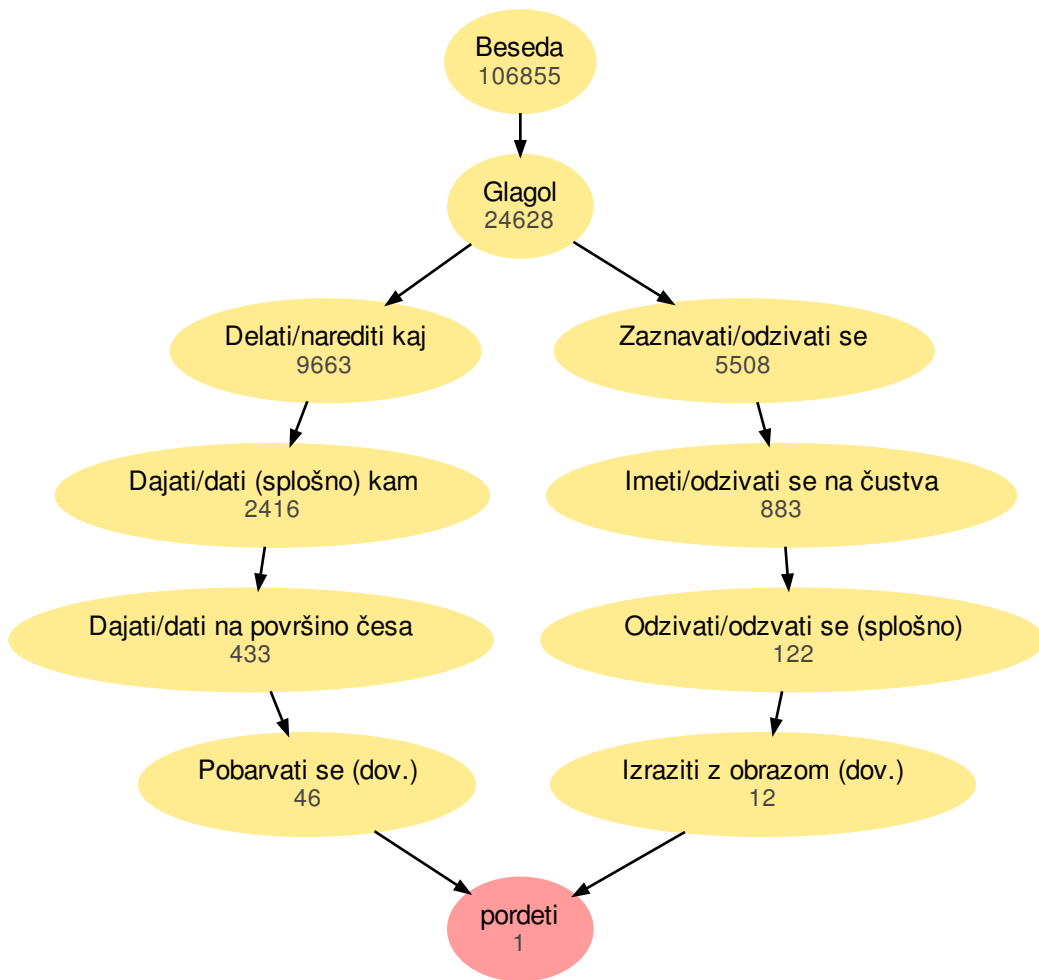 Beseda
106855
Glagol
24628
Delati/narediti kaj
9663
Zaznavati/odzivati se
5508
Dajati/dati (splošno) kam
2416
Imeti/odzivati se na čustva
883
Dajati/dati na površino česa
433
Odzivati/odzvati se (splošno)
122
Pobarvati se (dov.)
46
Izraziti z obrazom (dov.)
12
pordeti
1